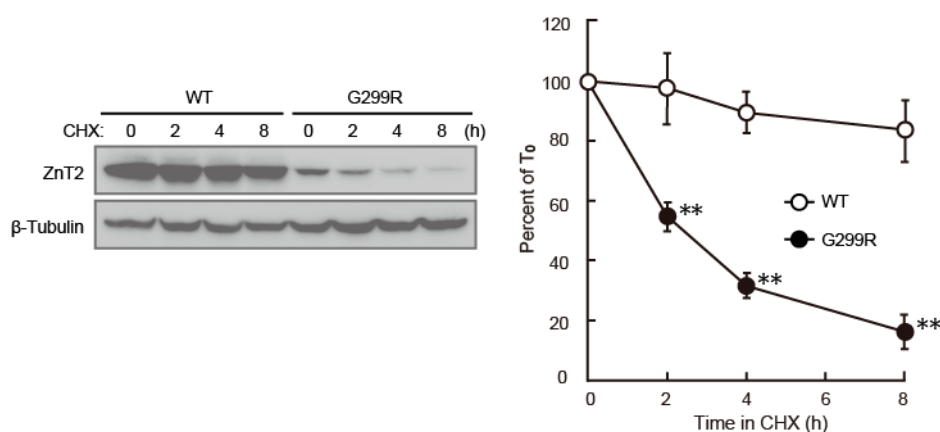 WT G299R
CHX: 0 2 4 8 0 2 4 8 (h)
ZnT2
β-Tubulin
120
100
80
60
40
20
0
Percent of T0
**
**
**
WT
G299R
0 2 4 6 8
Time in CHX (h)